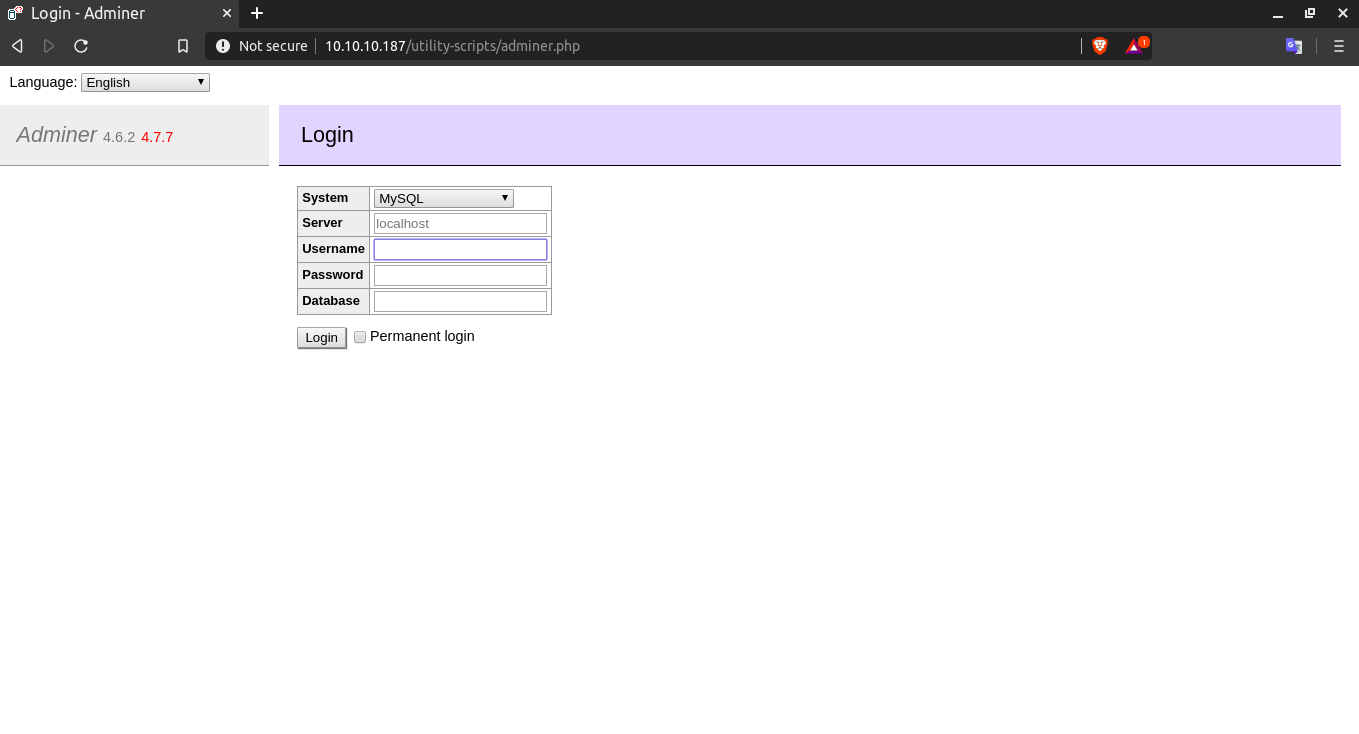 Login - Adminer
Not secure 10.10.10.187/utility-scripts/adminer.php
1
Language: English
Adminer 4.6.2 4.7.7
Login
System MySQL
Server localhost
Username
Password
Database
Login Permanent login